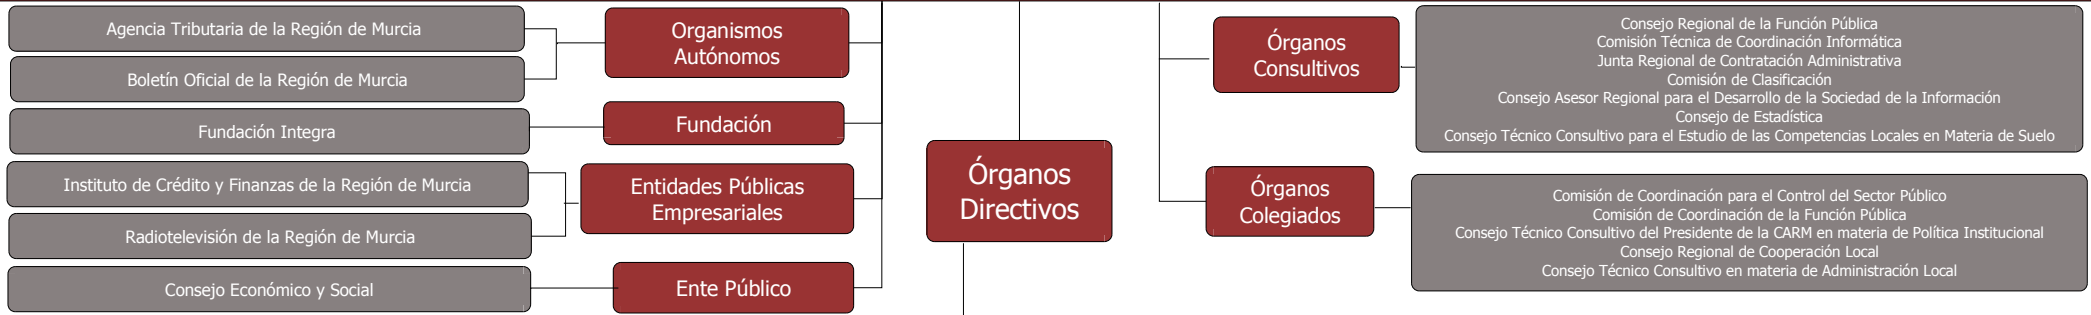 Agencia Tributaria de la Región de Murcia
Boletín Oficial de la Región de Murcia
Organismos
Autónomos
Fundación Integra
Fundación
Instituto de Crédito y Finanzas de la Región de Murcia
Radiotelevisión de la Región de Murcia
Entidades Públicas
Empresariales
Consejo Económico y Social
Ente Público
Órganos
Directivos
Órganos
Consultivos
Consejo Regional de la Función Pública
Comisión Técnica de Coordinación Informática
Junta Regional de Contratación Administrativa
Comisión de Clasificación
Consejo Asesor Regional para el Desarrollo de la Sociedad de la Información
Consejo de Estadística
Consejo Técnico Consultivo para el Estudio de las Competencias Locales en Materia de Suelo
Órganos
Colegiados
Comisión de Coordinación para el Control del Sector Público
Comisión de Coordinación de la Función Pública
Consejo Técnico Consultivo del Presidente de la CARM en materia de Política Institucional
Consejo Regional de Cooperación Local
Consejo Técnico Consultivo en materia de Administración Local